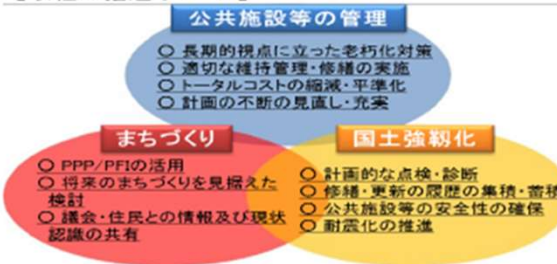 公共施設等の管理
○ 長期的視点に立った老朽化対策
○ 適切な維持管理・修繕の実施
○ トータルコストの縮減・平準化
○ 計画の不断の見直し・充実
まちづくり
○ PPP/PFIの活用
○ 将来のまちづくりを見据えた
検討
○ 議会・住民との情報及び現状
認識の共有
国土強靱化
○ 計画的な点検・診断
○ 修繕・更新の履歴の集積・蓄積
○ 公共施設等の安全性の確保
○ 耐震化の推進